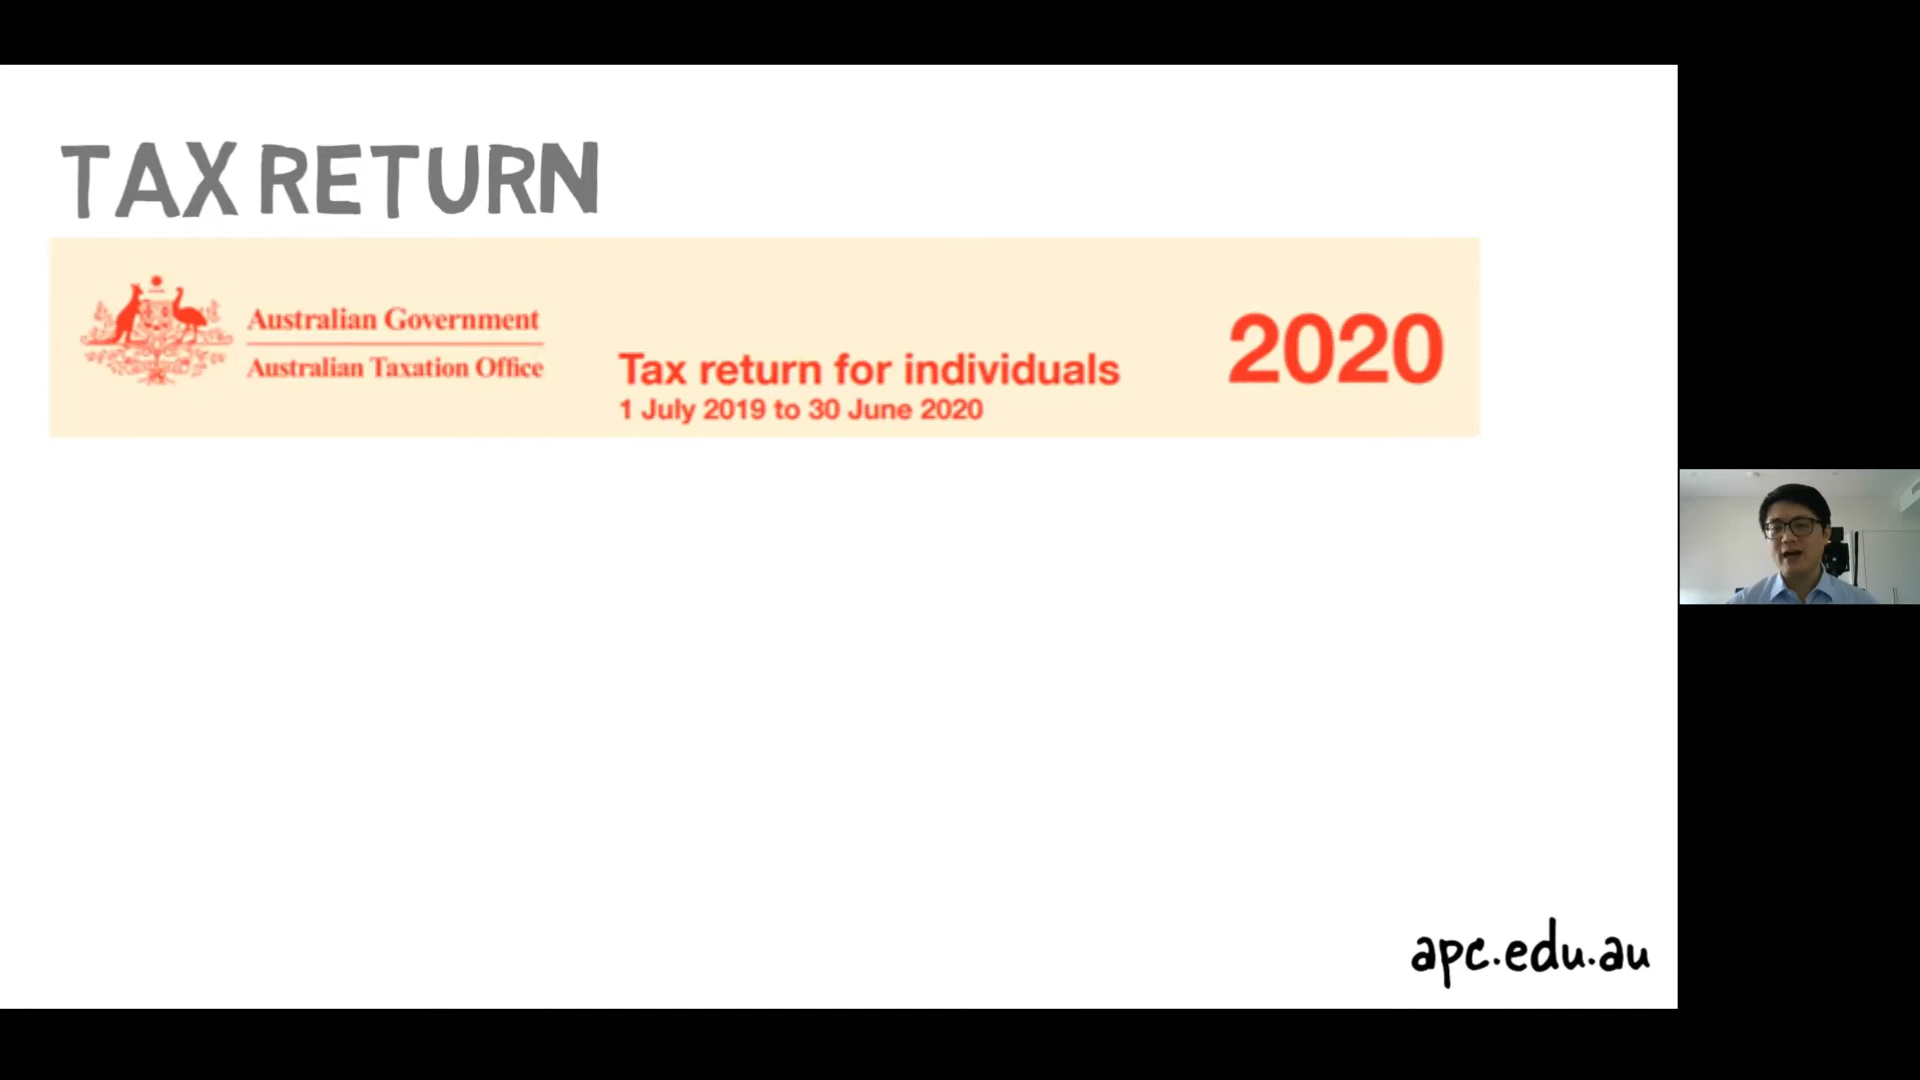 TAX RETURN
Australian Government
Australian Taxation Office
Tax return for individuals
1 July 2019 to 30 June 2020
2020
apc.edu.au